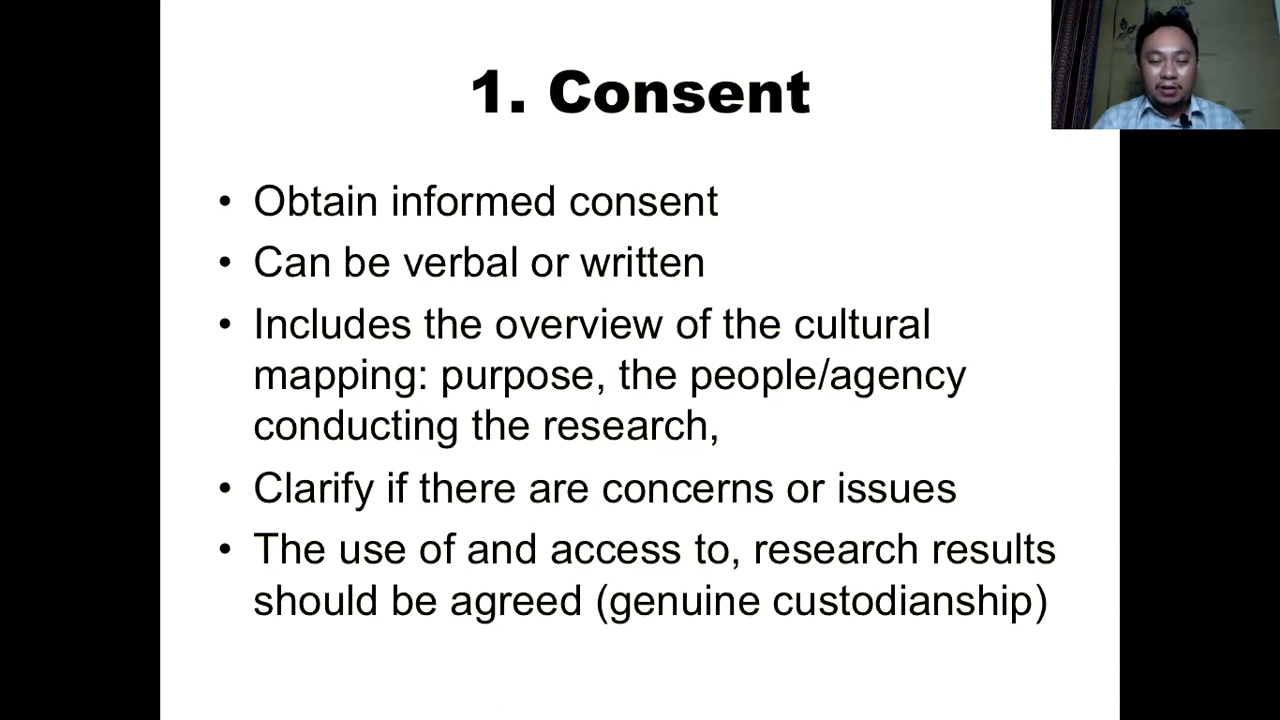 1. Consent
• Obtain informed consent
• Can be verbal or written
• Includes the overview of the cultural
mapping: purpose, the people/agency
conducting the research,
• Clarify if there are concerns or issues
• The use of and access to, research results
should be agreed (genuine custodianship)